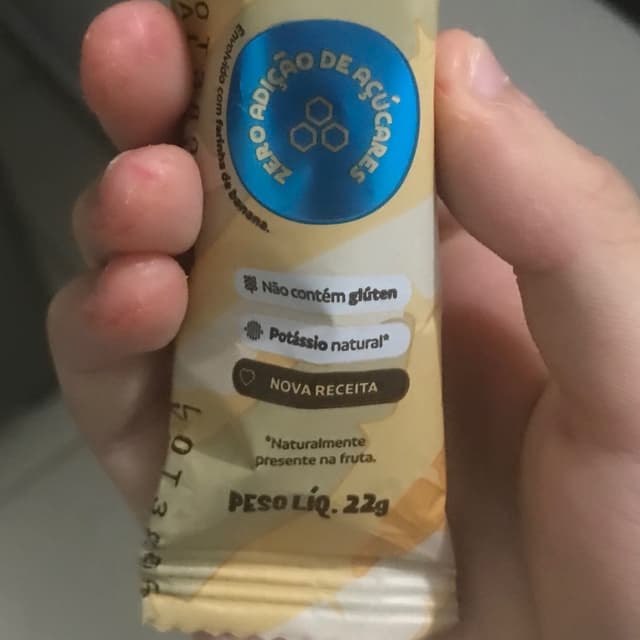 ZERO ADIÇÃO DE AÇÚCARES
Envolvido com farinha de banana.
Não contém glúten
Potássio natural*
NOVA RECEITA
*Naturalmente
presente na fruta.
PESO LÍQ. 22g